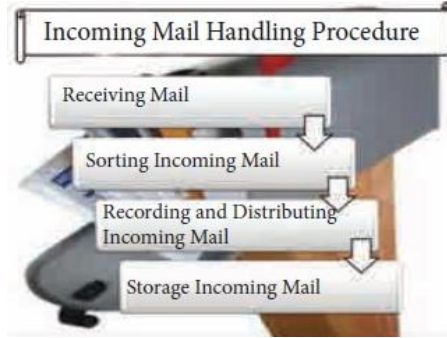 Incoming Mail Handling Procedure
Receiving Mail
Sorting Incoming Mail
Recording and Distributing
Incoming Mail
Storage Incoming Mail